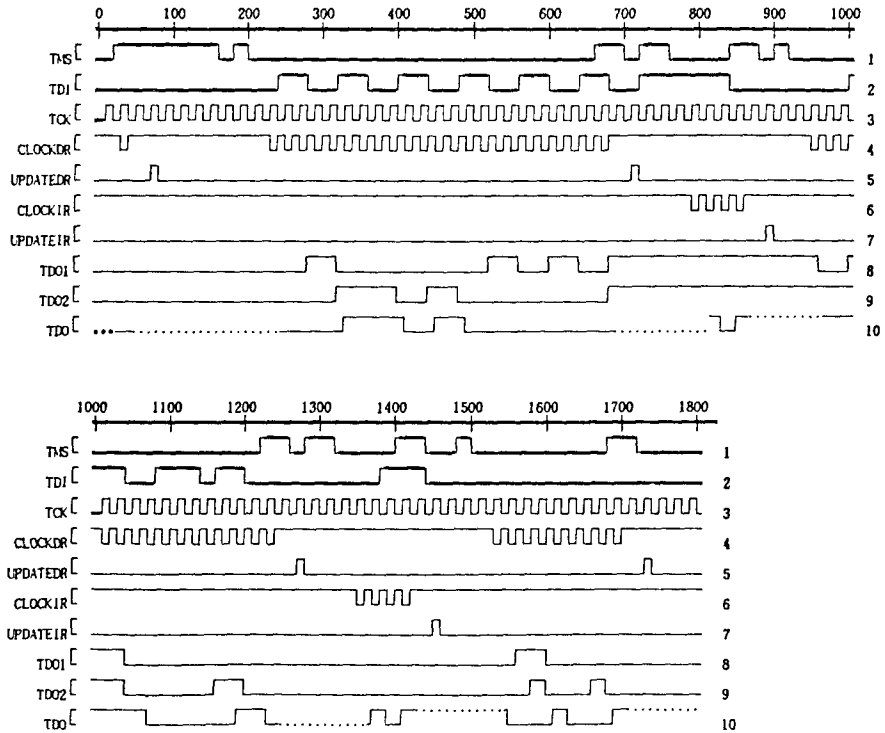 0 100 200 300 400 500 600 700 800 900 1000
TMS 1
TDI 2
TCK 3
CLOCKDR 4
UPDATEDR 5
CLOCKIR 6
UPDATEIR 7
TDO1 8
TDO2 9
TDO 10
1000 1100 1200 1300 1400 1500 1600 1700 1800
TMS 1
TDI 2
TCK 3
CLOCKDR 4
UPDATEDR 5
CLOCKIR 6
UPDATEIR 7
TDO1 8
TDO2 9
TDO 10